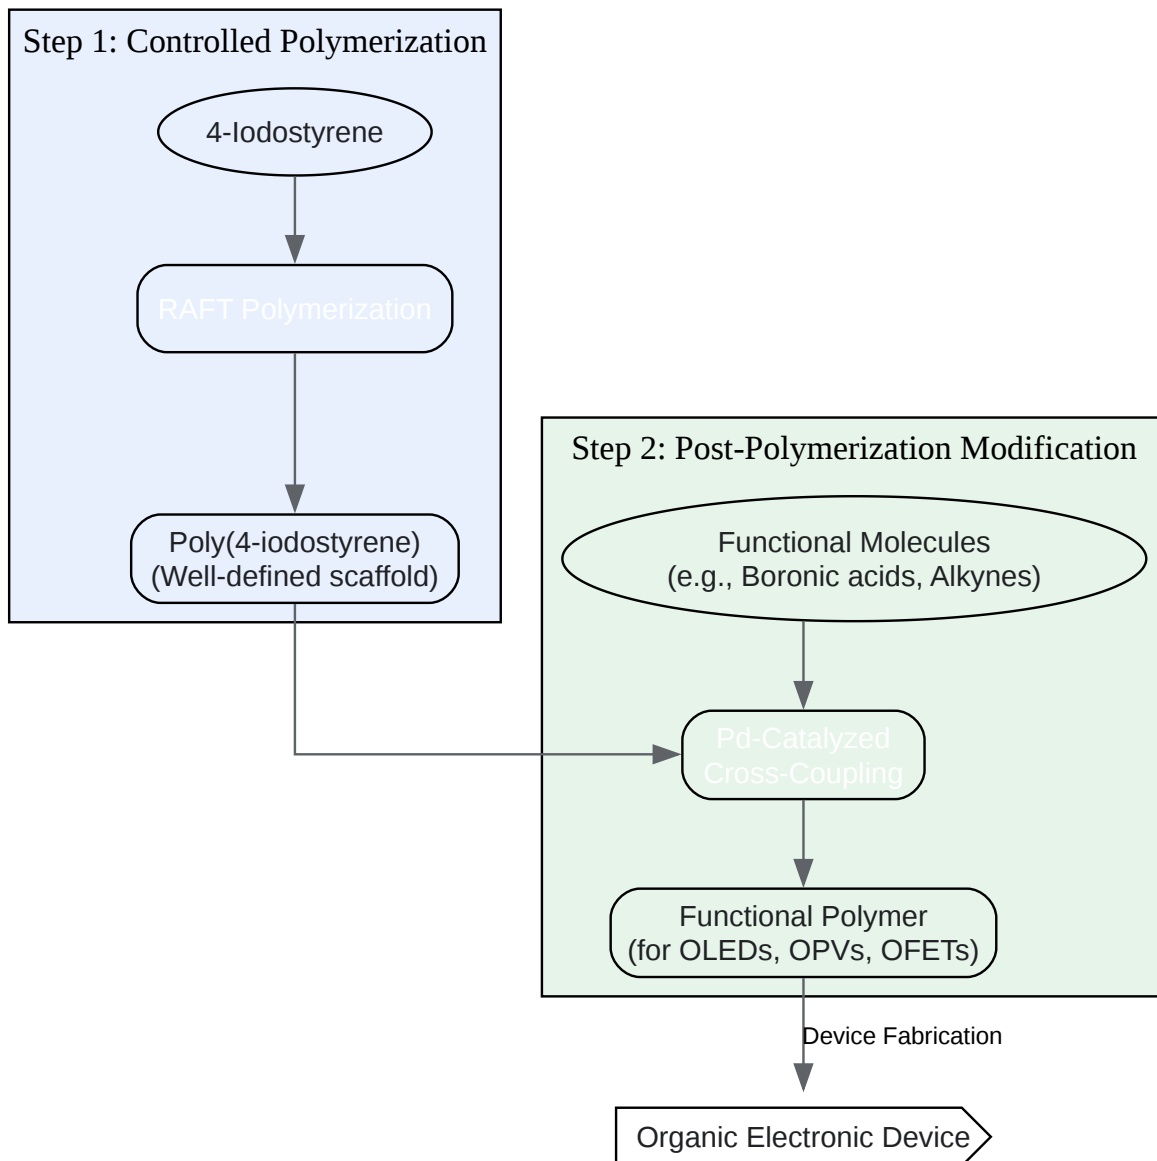 Step 1: Controlled Polymerization
4-Iodostyrene
RAFT Polymerization
Poly(4-iodostyrene)
(Well-defined scaffold)
Step 2: Post-Polymerization Modification
Functional Molecules
(e.g., Boronic acids, Alkynes)
Pd-Catalyzed
Cross-Coupling
Functional Polymer
(for OLEDs, OPVs, OFETs)
Device Fabrication
Organic Electronic Device